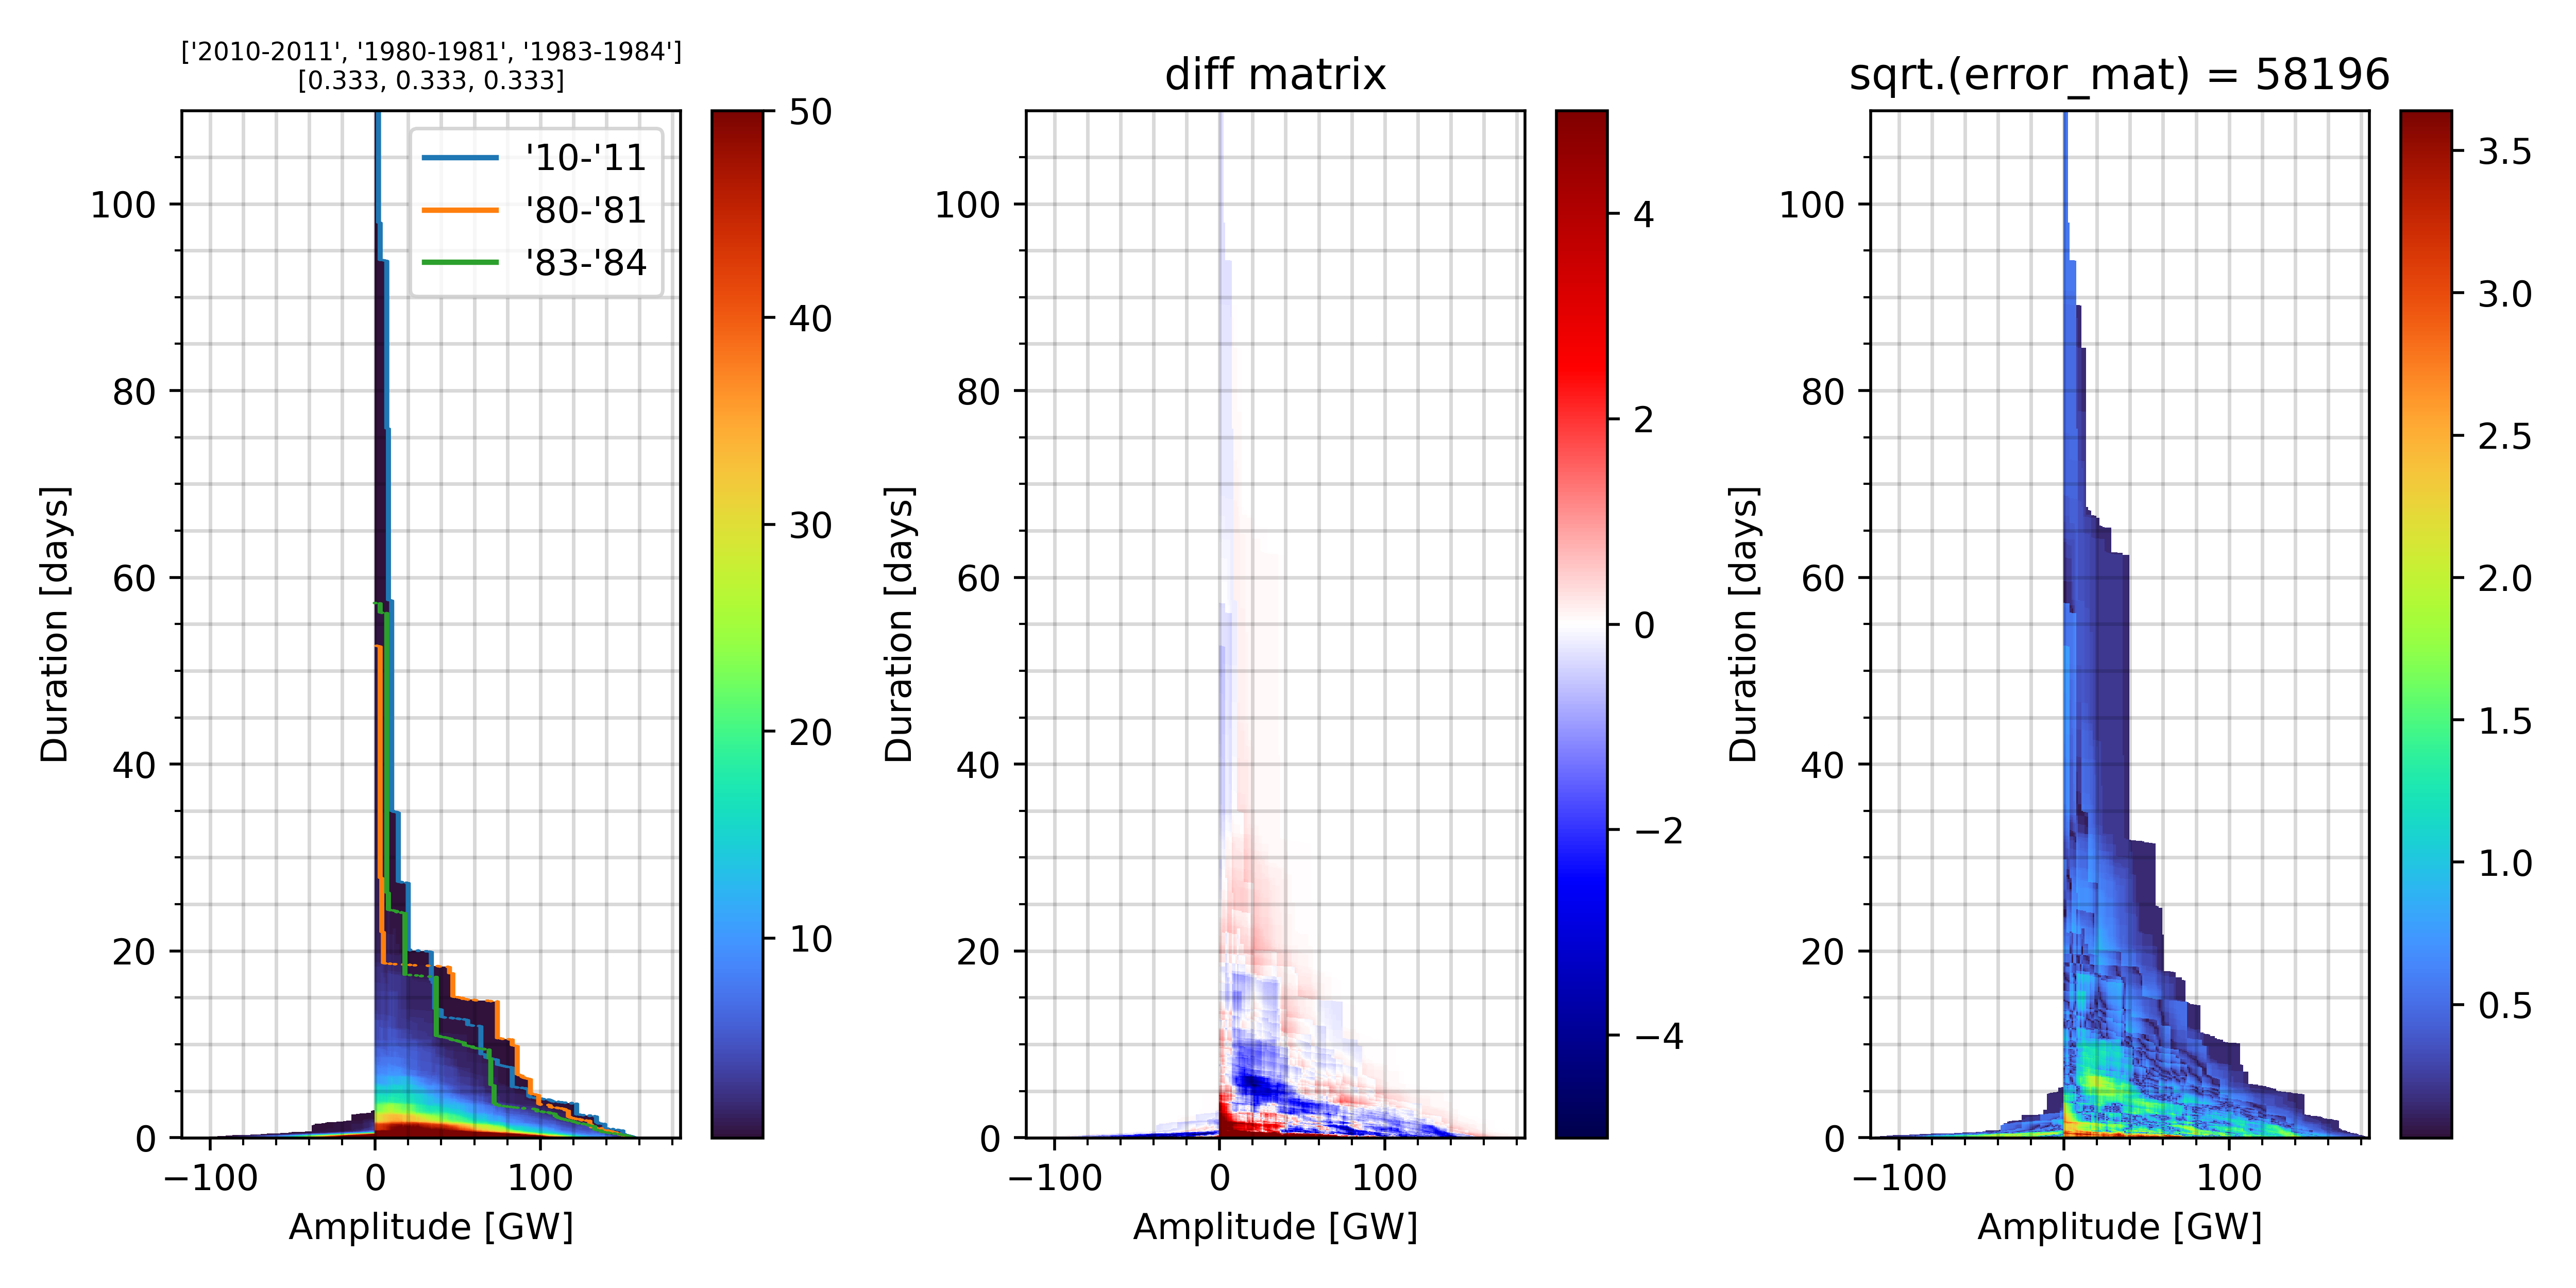 ['2010-2011', '1980-1981', '1983-1984']
[0.333, 0.333, 0.333]
'10-'11
'80-'81
'83-'84
100
80
60
40
20
0
Duration [days]
−100 0 100
Amplitude [GW]
50
40
30
20
10
diff matrix
100
80
60
40
20
0
Duration [days]
−100 0 100
Amplitude [GW]
4
2
0
−2
−4
sqrt.(error_mat) = 58196
100
80
60
40
20
0
Duration [days]
−100 0 100
Amplitude [GW]
3.5
3.0
2.5
2.0
1.5
1.0
0.5